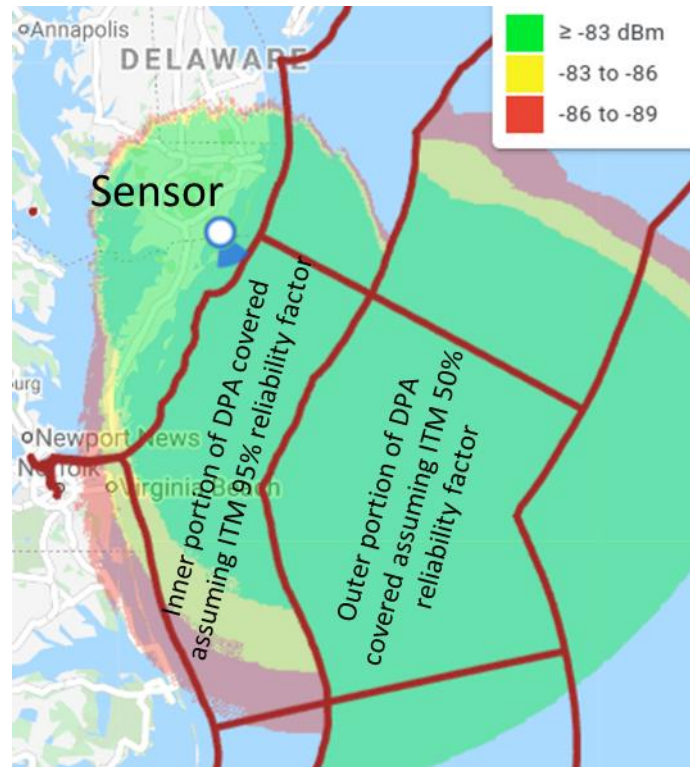 Annapolis
DELAWARE
≥ -83 dBm
-83 to -86
-86 to -89
Sensor
Inner portion of DPA covered
assuming ITM 95% reliability factor
Outer portion of DPA
covered assuming ITM 50%
reliability factor
urg
Newport News
Norfolk
Virginia Beach